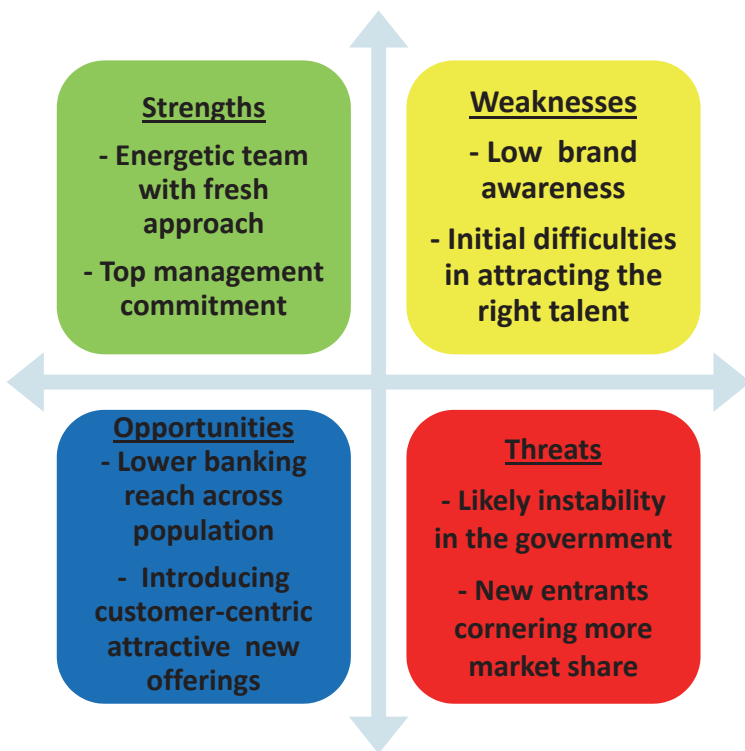 Strengths
- Energetic team
with fresh
approach
- Top management
commitment
Weaknesses
- Low brand
awareness
- Initial difficulties
in attracting the
right talent
Opportunities
- Lower banking
reach across
population
- Introducing
customer-centric
attractive new
offerings
Threats
- Likely instability
in the government
- New entrants
cornering more
market share